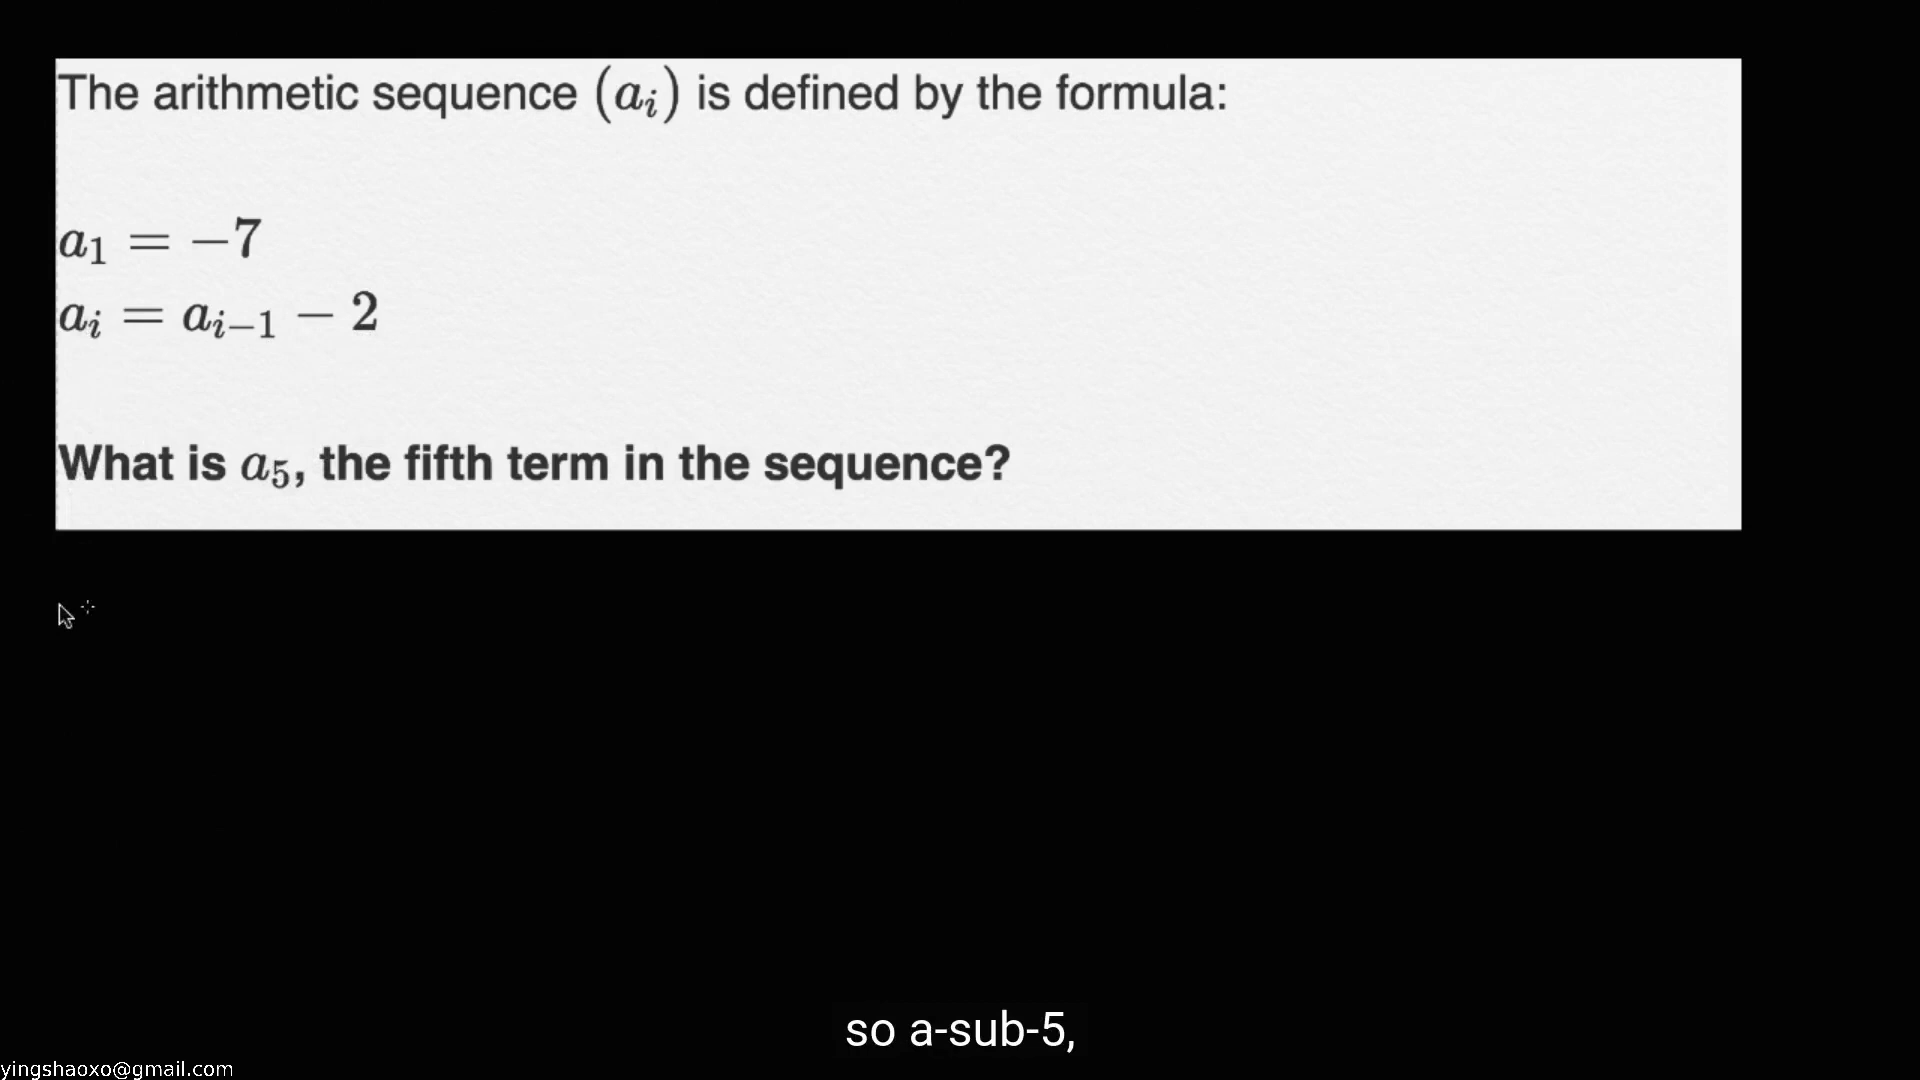 The arithmetic sequence (aᵢ) is defined by the formula:
a₁ = −7
aᵢ = aᵢ₋₁ − 2
What is a₅, the fifth term in the sequence?
so a-sub-5,
yingshaoxo@gmail.com